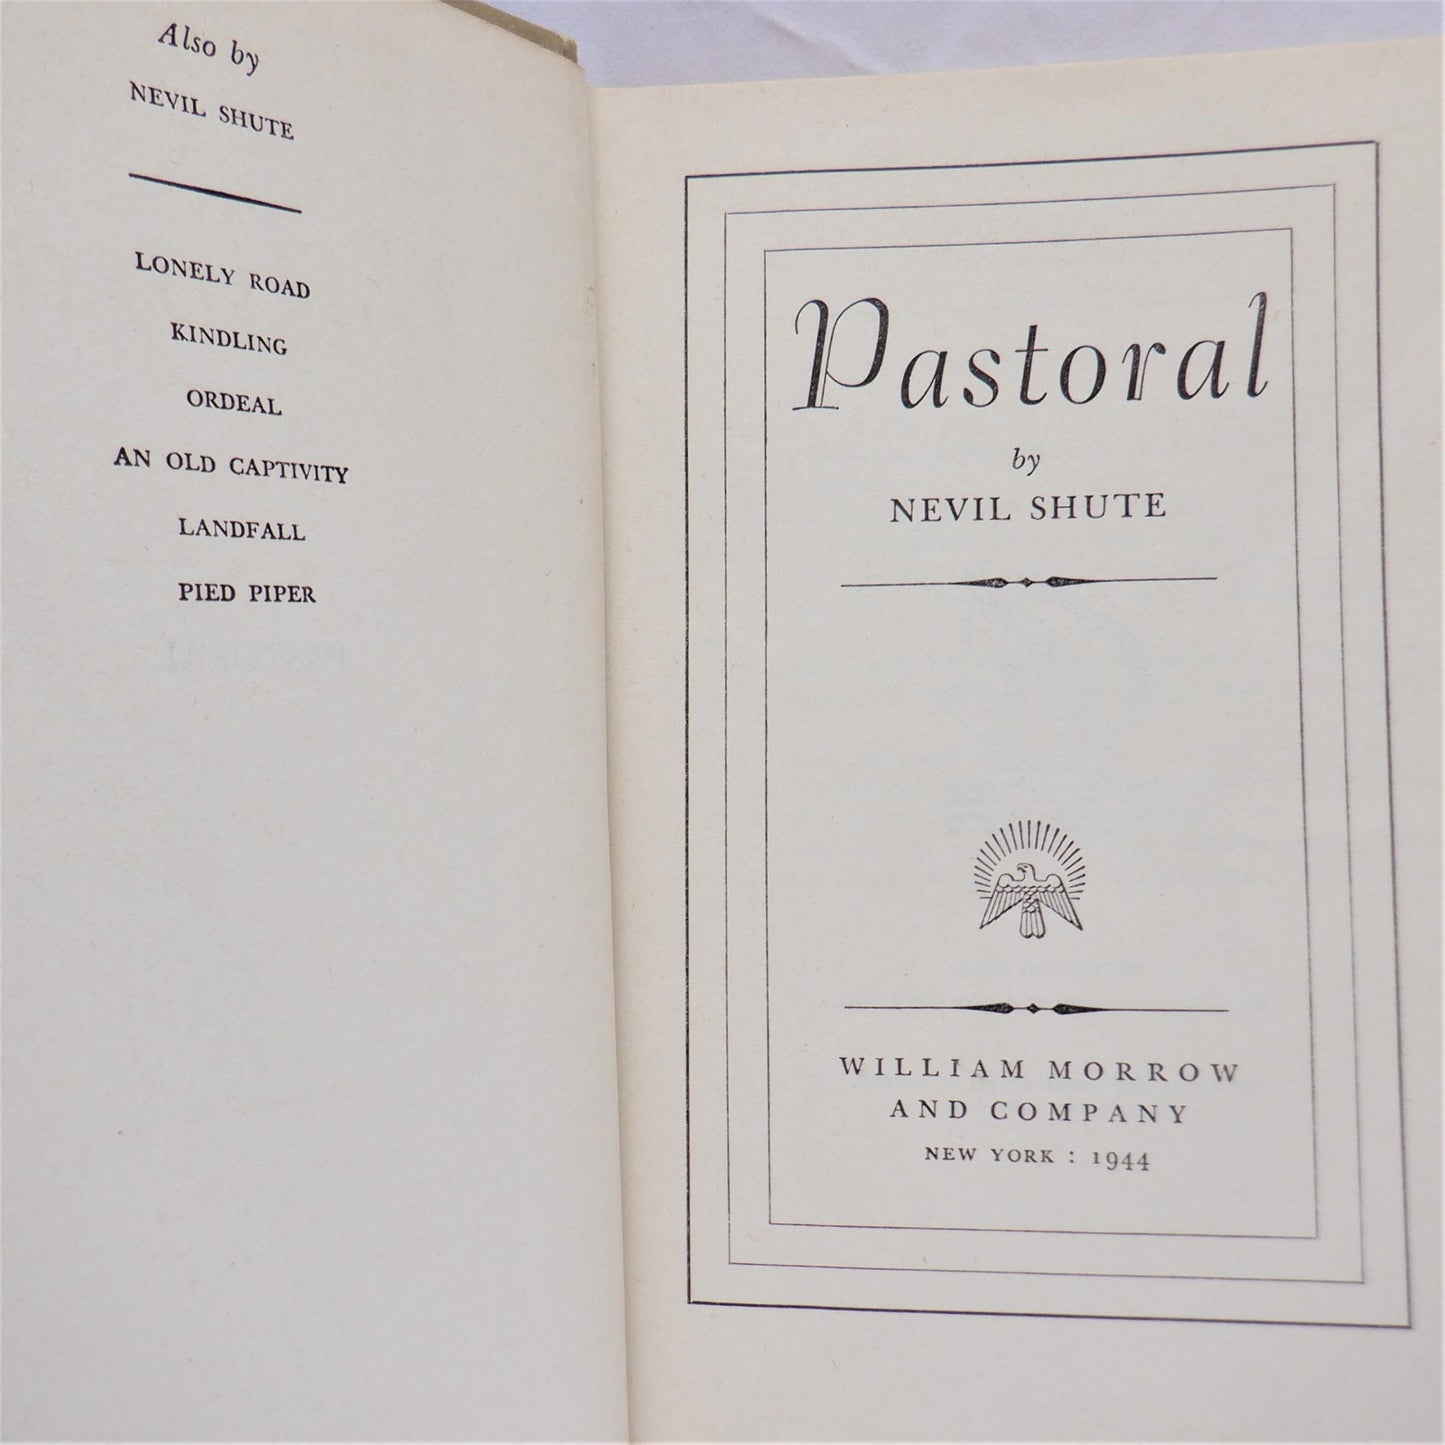 Also by
NEVIL SHUTE
LONELY ROAD
KINDLING
ORDEAL
AN OLD CAPTIVITY
LANDFALL
PIED PIPER
PASTORAL
Pastoral
by
NEVIL SHUTE
WILLIAM MORROW
AND COMPANY
NEW YORK : 1944